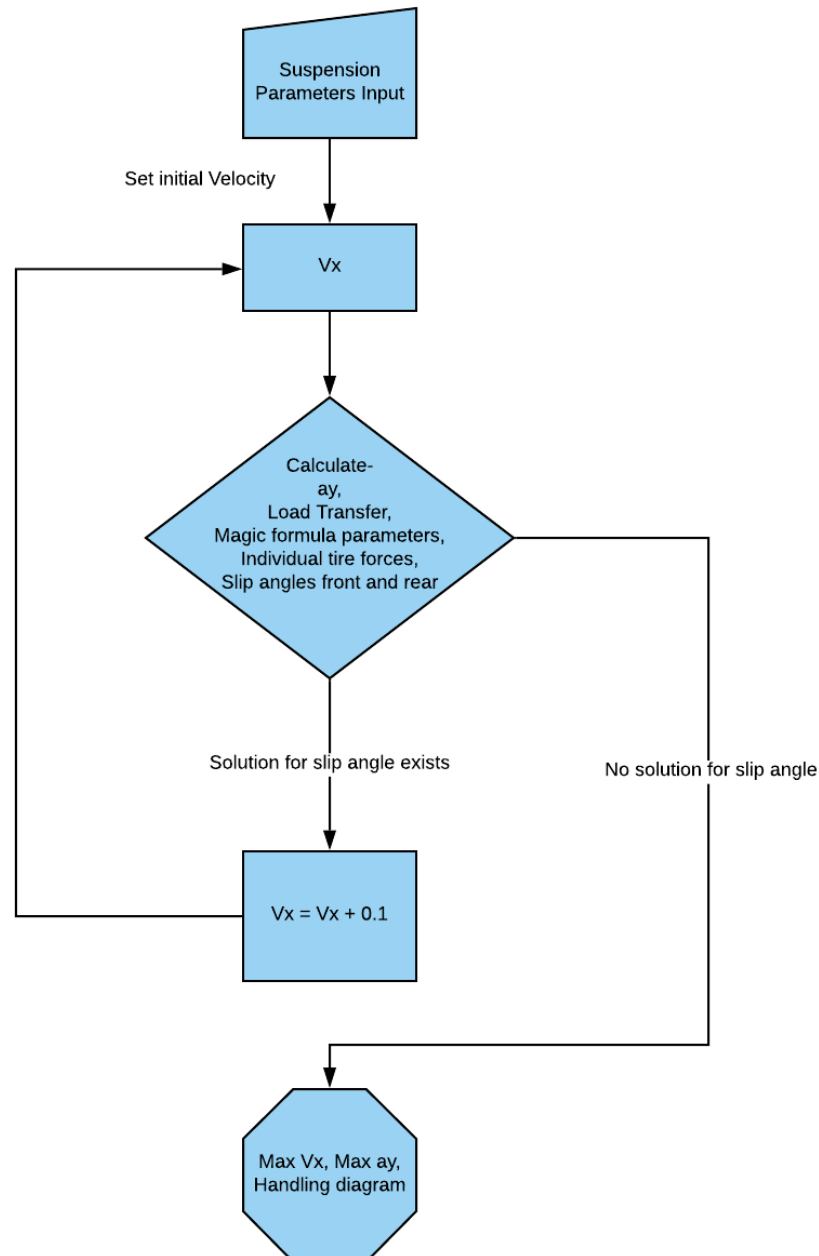 Suspension
Parameters Input
Set initial Velocity
Vx
Calculate-
ay,
Load Transfer,
Magic formula parameters,
Individual tire forces,
Slip angles front and rear
Solution for slip angle exists
No solution for slip angle
Vx = Vx + 0.1
Max Vx, Max ay,
Handling diagram